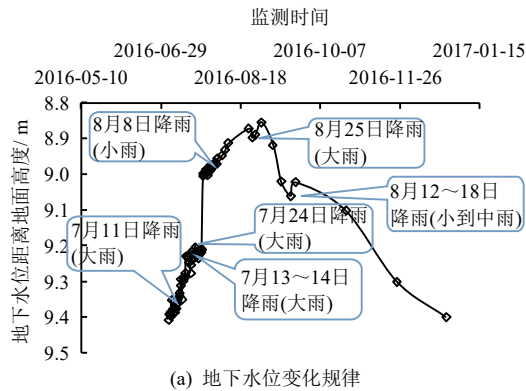 监测时间
2016-06-29 2016-10-07 2017-01-15
2016-05-10 2016-08-18 2016-11-26
地下水位距离地面高度/ m
8.8
8.9
9.0
9.1
9.2
9.3
9.4
9.5
8月8日降雨
(小雨)
8月25日降雨
(大雨)
8月12～18日
降雨(小到中雨)
7月24日降雨
(大雨)
7月11日降雨
(大雨)
7月13～14日
降雨(大雨)
(a) 地下水位变化规律